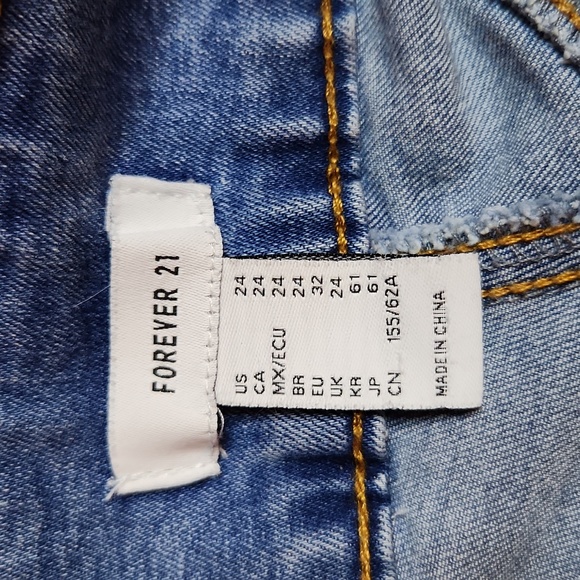 FOREVER 21
US 24
CA 24
MX/ECU 24
BR 24
EU 32
UK 24
KR 61
JP 61
CN 155/62A
MADE IN CHINA